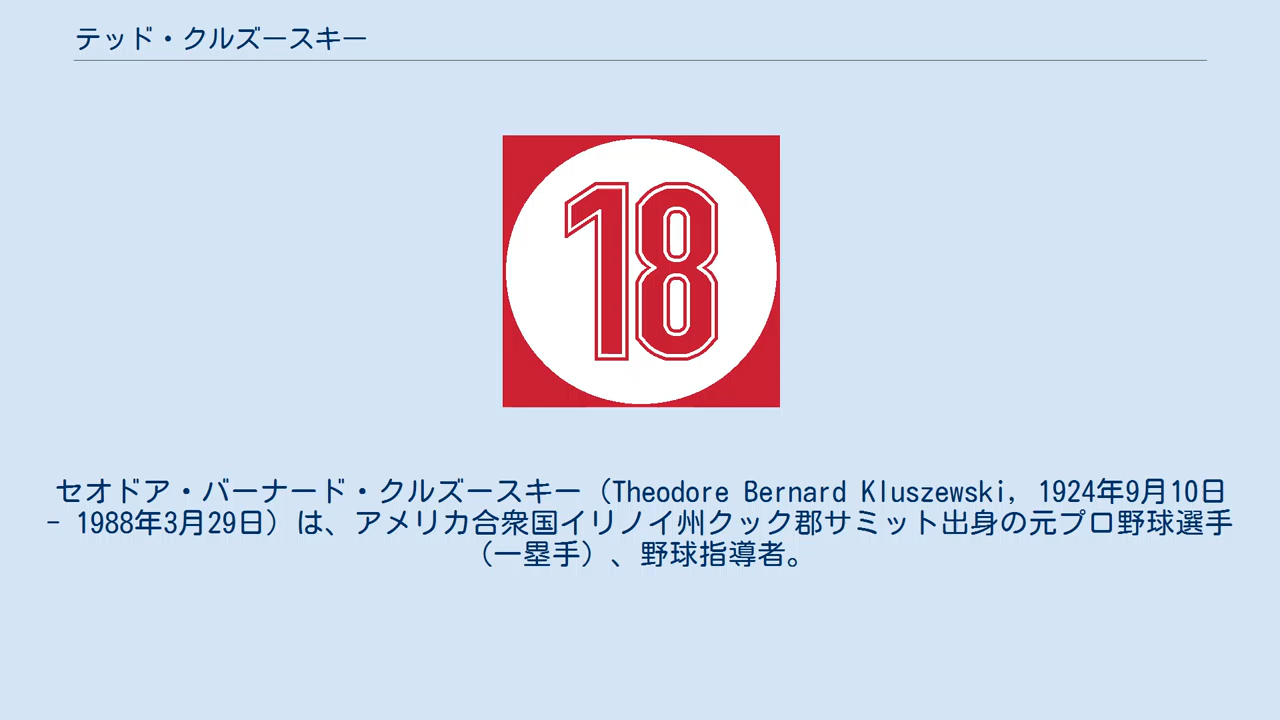 テッド・クルズースキー
18
セオドア・バーナード・クルズースキー（Theodore Bernard Kluszewski, 1924年9月10日
- 1988年3月29日）は、アメリカ合衆国イリノイ州クック郡サミット出身の元プロ野球選手
（一塁手）、野球指導者。